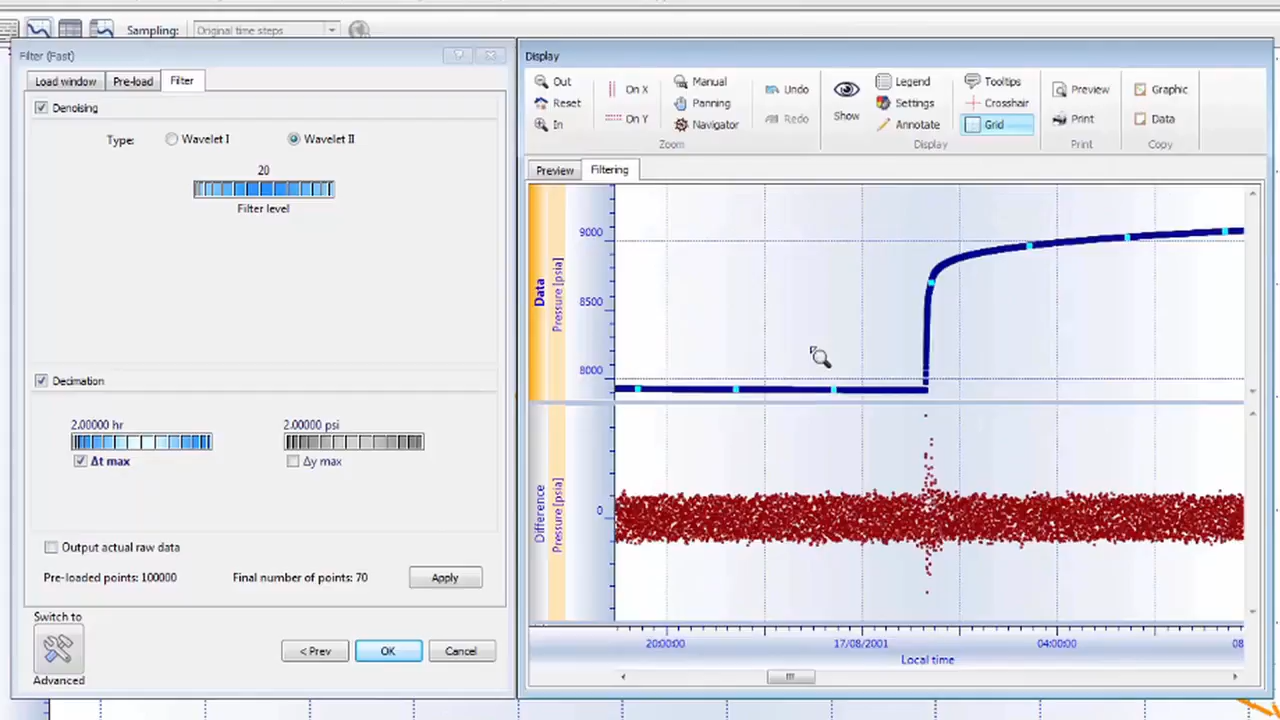 Sampling: Original time steps
Filter (Fast)
Load window Pre-load Filter
Denoising
Type: Wavelet I Wavelet II
20
Filter level
Decimation
2.00000 hr 2.00000 psi
Δt max Δy max
Output actual raw data
Pre-loaded points: 100000 Final number of points: 70 Apply
Switch to
Advanced
< Prev OK Cancel
Display
Out On X Manual Undo Legend Tooltips Preview Graphic
Reset Panning Show Settings Crosshair
In On Y Navigator Redo Annotate Grid Print Data
Zoom Display Print Copy
Preview Filtering
Data
Pressure [psia]
9000
8500
8000
Difference
Pressure [psia]
0
20:00:00 17/08/2001 04:00:00 08
Local time